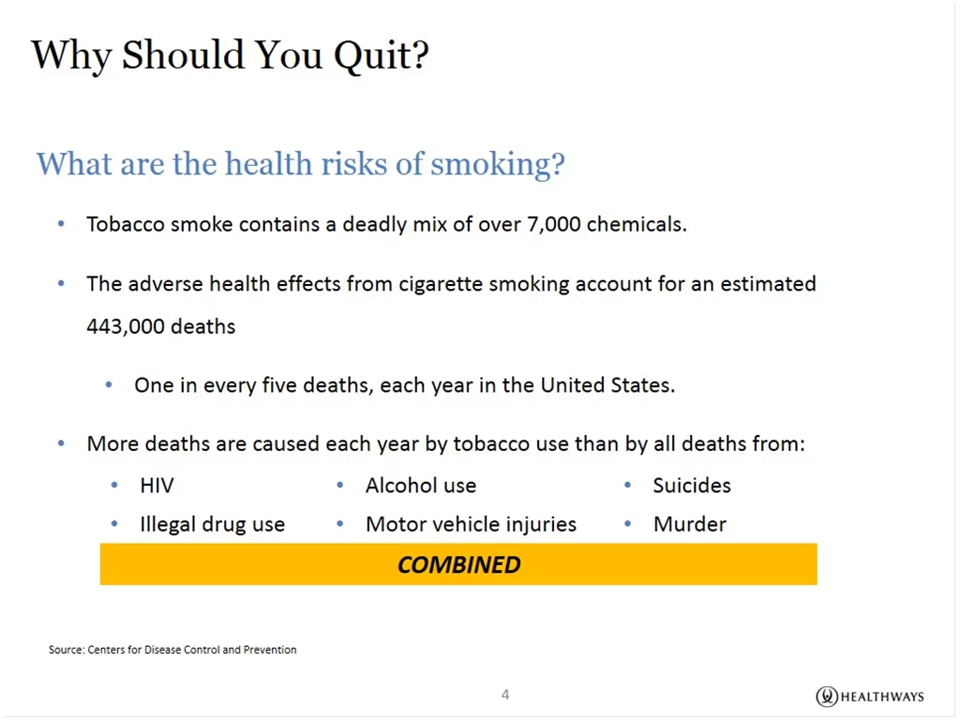 Why Should You Quit?
What are the health risks of smoking?
• Tobacco smoke contains a deadly mix of over 7,000 chemicals.
• The adverse health effects from cigarette smoking account for an estimated
443,000 deaths
• One in every five deaths, each year in the United States.
• More deaths are caused each year by tobacco use than by all deaths from:
• HIV • Alcohol use • Suicides
• Illegal drug use • Motor vehicle injuries • Murder
COMBINED
Source: Centers for Disease Control and Prevention
4
HEALTHWAYS